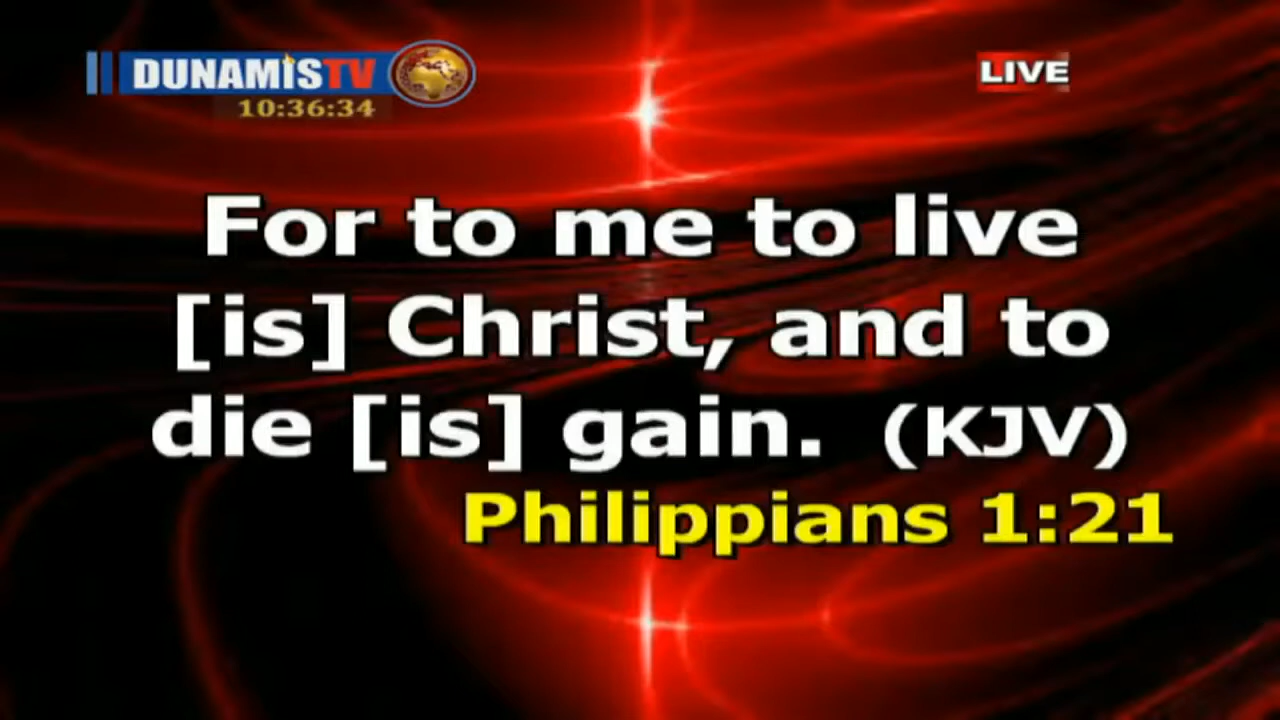 DUNAMISTV
LIVE
10:36:34
For to me to live
[is] Christ, and to
die [is] gain. (KJV)
Philippians 1:21